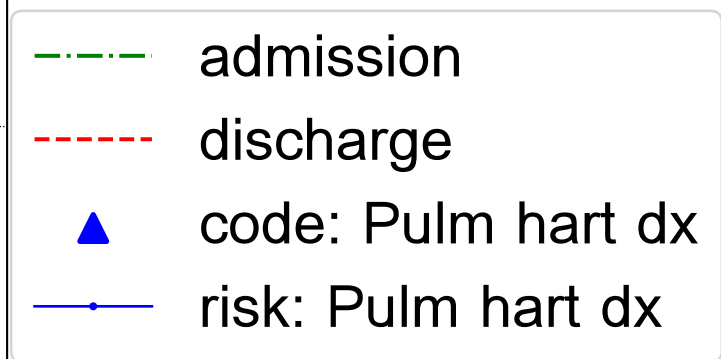 admission
discharge
code: Pulm hart dx
risk: Pulm hart dx